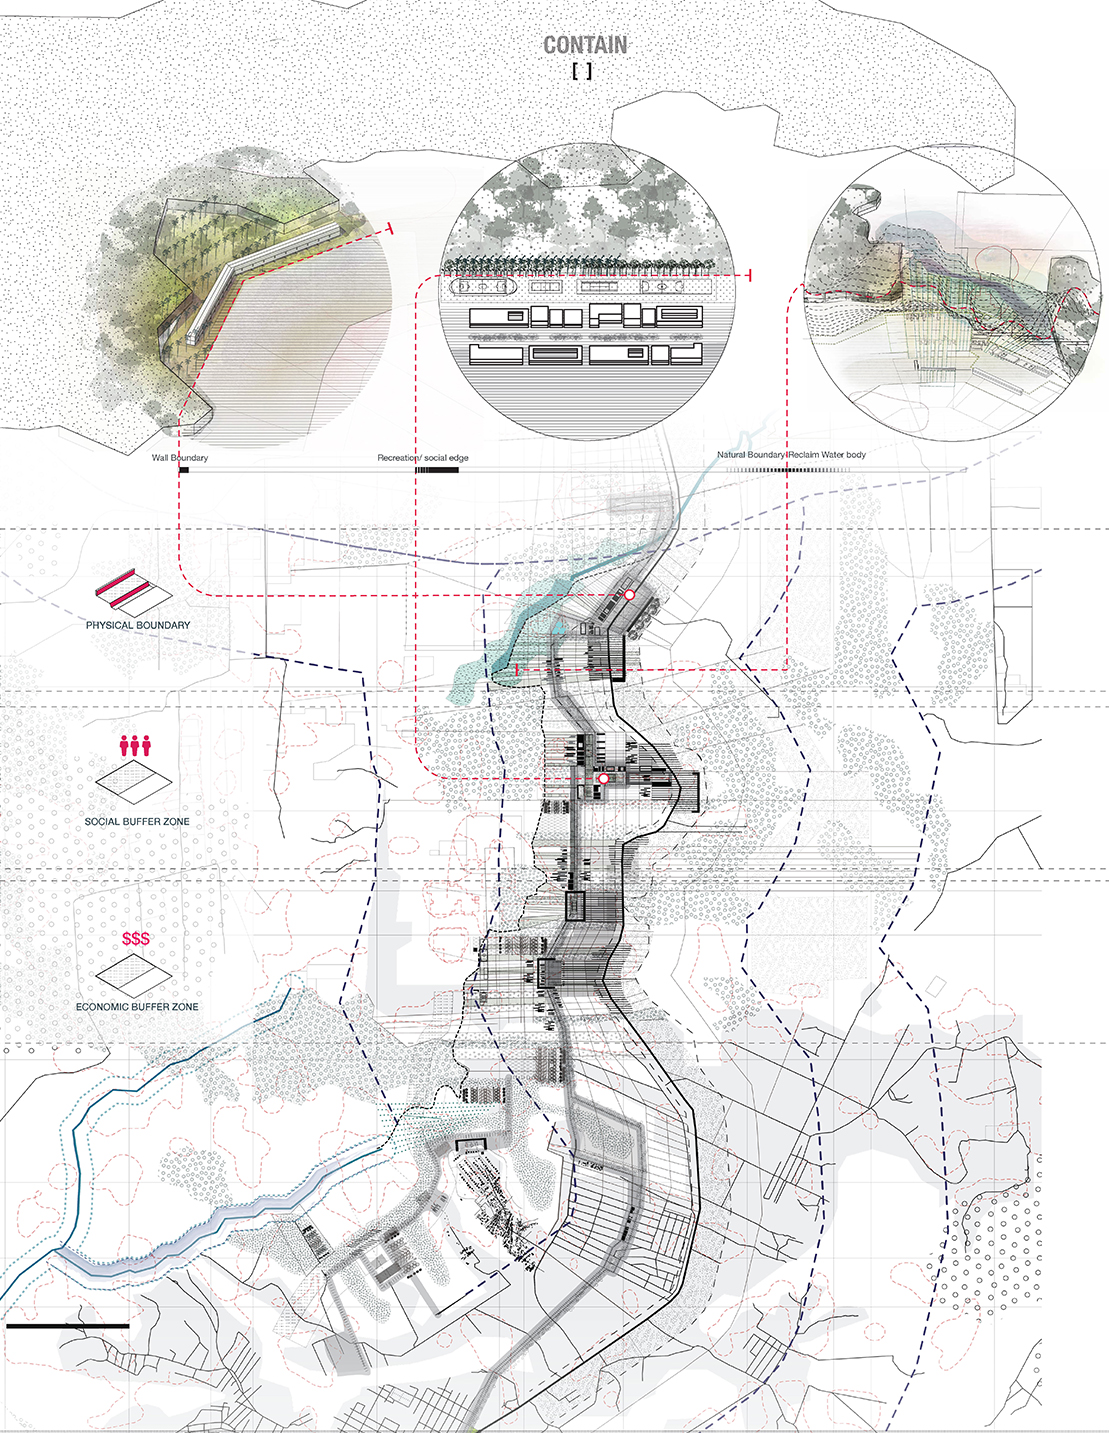 CONTAIN
[ ]
Wall Boundary
Recreation/ social edge
Natural Boundary Reclaim Water body
PHYSICAL BOUNDARY
SOCIAL BUFFER ZONE
$$$
ECONOMIC BUFFER ZONE